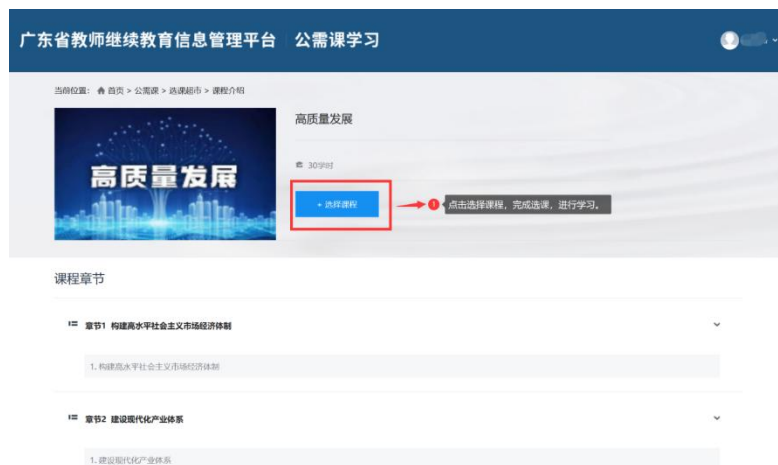 广东省教师继续教育信息管理平台 公需课学习
当前位置： 首页 > 公需课 > 选课超市 > 课程介绍
高质量发展
高质量发展
30学时
+ 选择课程
1 点击选择课程，完成选课，进行学习。
课程章节
章节1 构建高水平社会主义市场经济体制
1. 构建高水平社会主义市场经济体制
章节2 建设现代化产业体系
1. 建设现代化产业体系